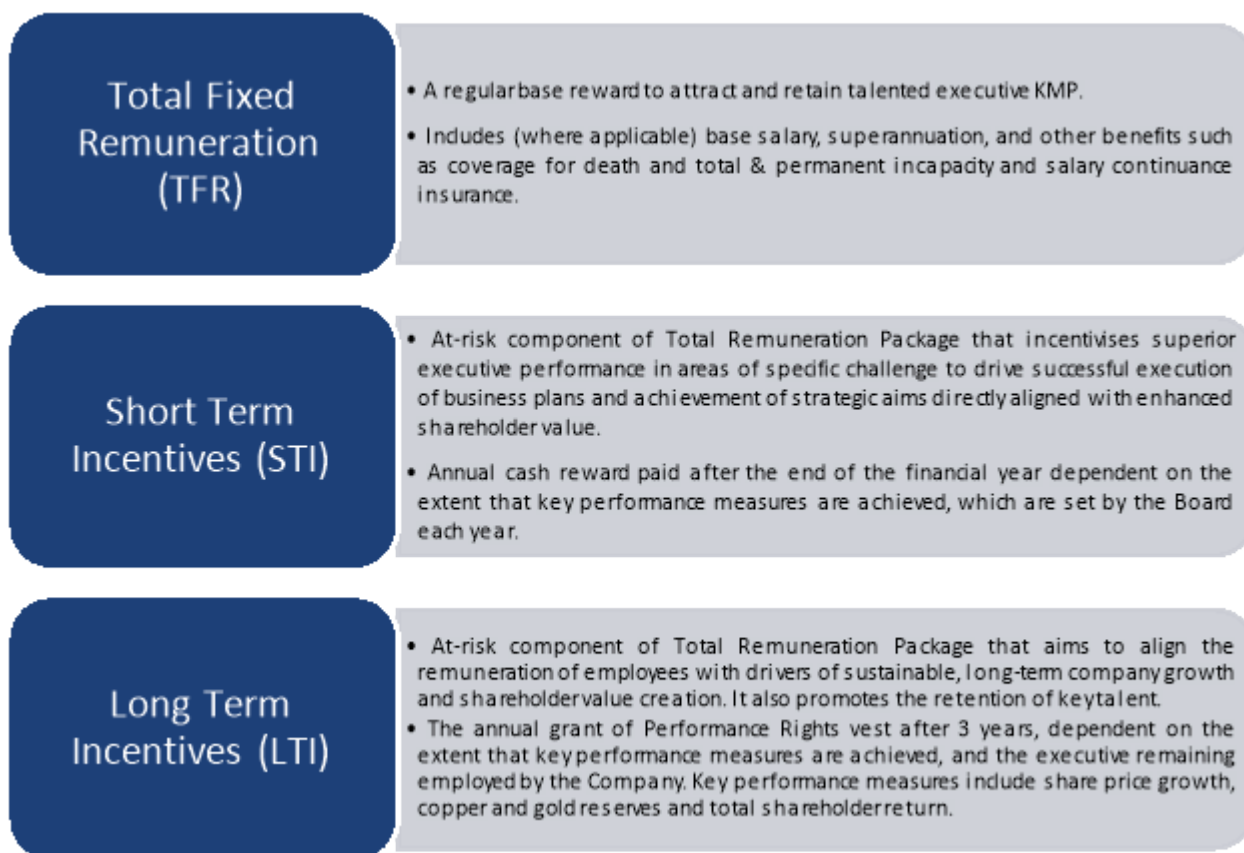 Total Fixed
Remuneration
(TFR)
• A regular base reward to attract and retain talented executive KMP.
• Includes (where applicable) base salary, superannuation, and other benefits such
as coverage for death and total & permanent incapacity and salary continuance
insurance.
Short Term
Incentives (STI)
• At-risk component of Total Remuneration Package that incentivises superior
executive performance in areas of specific challenge to drive successful execution
of business plans and achievement of strategic aims directly aligned with enhanced
shareholder value.
• Annual cash reward paid after the end of the financial year dependent on the
extent that key performance measures are achieved, which are set by the Board
each year.
Long Term
Incentives (LTI)
• At-risk component of Total Remuneration Package that aims to align the
remuneration of employees with drivers of sustainable, long-term company growth
and shareholder value creation. It also promotes the retention of key talent.
• The annual grant of Performance Rights vest after 3 years, dependent on the
extent that key performance measures are achieved, and the executive remaining
employed by the Company. Key performance measures include share price growth,
copper and gold reserves and total shareholder return.